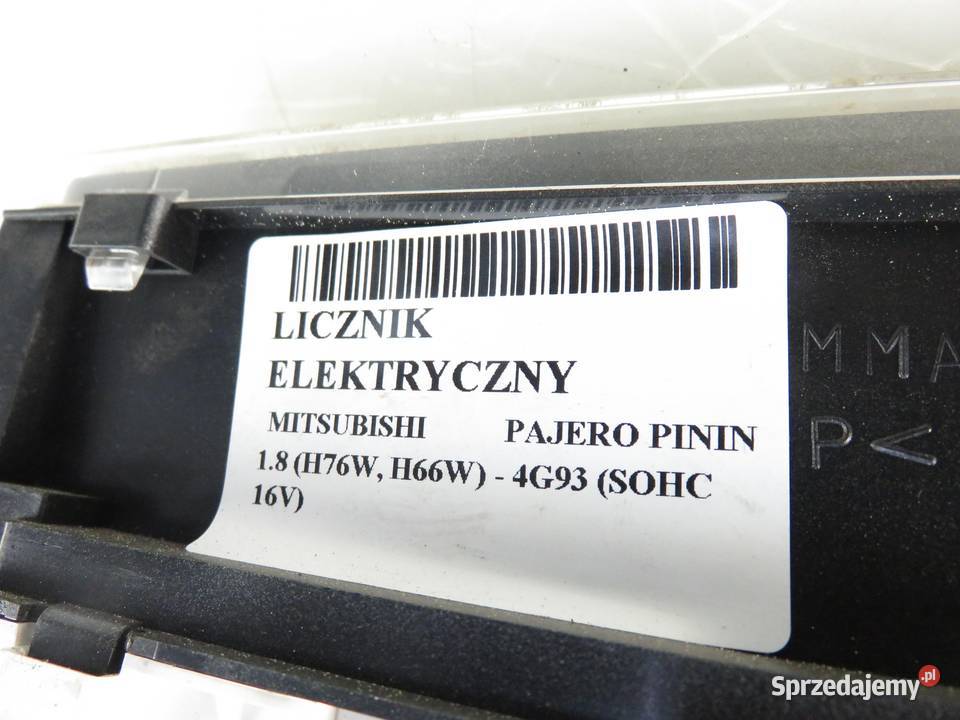 LICZNIK
ELEKTRYCZNY
MITSUBISHI PAJERO PININ
1.8 (H76W, H66W) - 4G93 (SOHC
16V)
MMA
P<
Sprzedajemy.pl